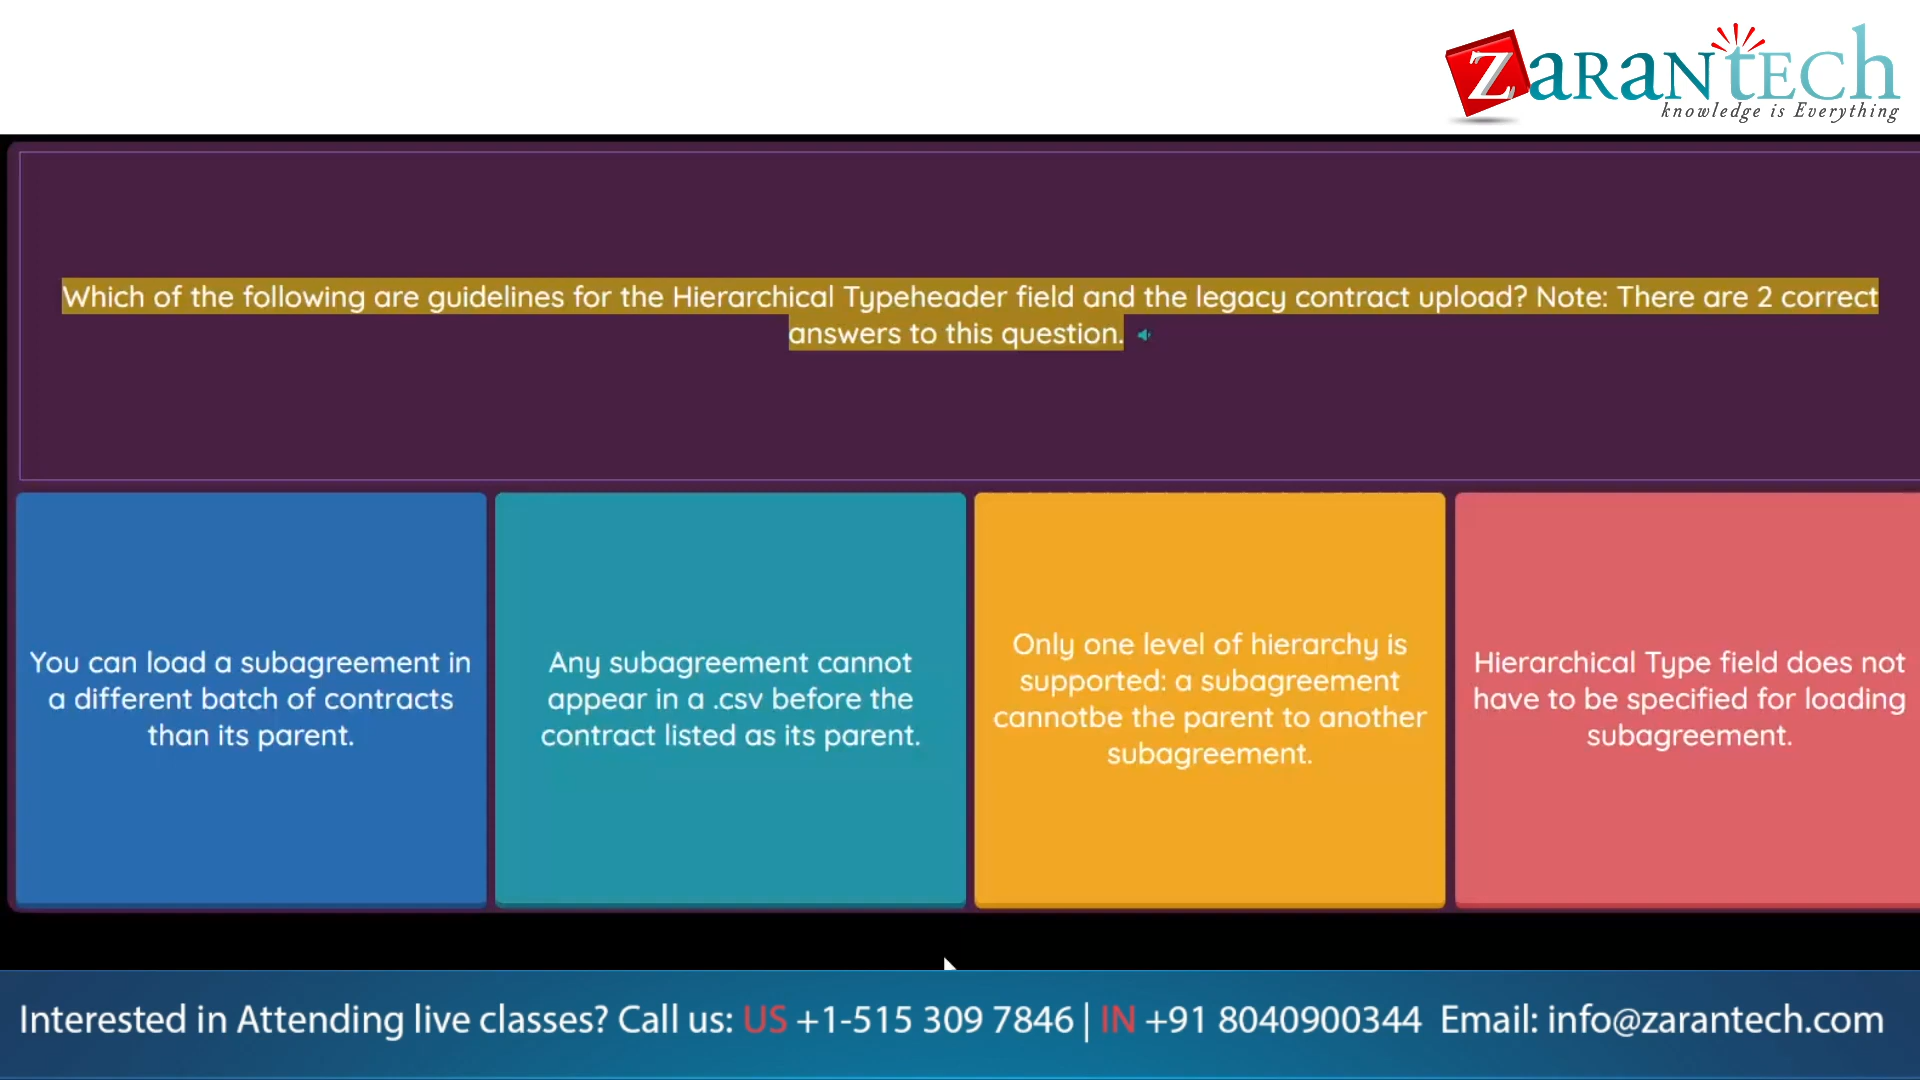 ZaranTech
knowledge is Everything
Which of the following are guidelines for the Hierarchical Typeheader field and the legacy contract upload? Note: There are 2 correct
answers to this question.
You can load a subagreement in
a different batch of contracts
than its parent.
Any subagreement cannot
appear in a .csv before the
contract listed as its parent.
Only one level of hierarchy is
supported: a subagreement
cannotbe the parent to another
subagreement.
Hierarchical Type field does not
have to be specified for loading
subagreement.
Interested in Attending live classes? Call us: US +1-515 309 7846 | IN +91 8040900344 Email: info@zarantech.com